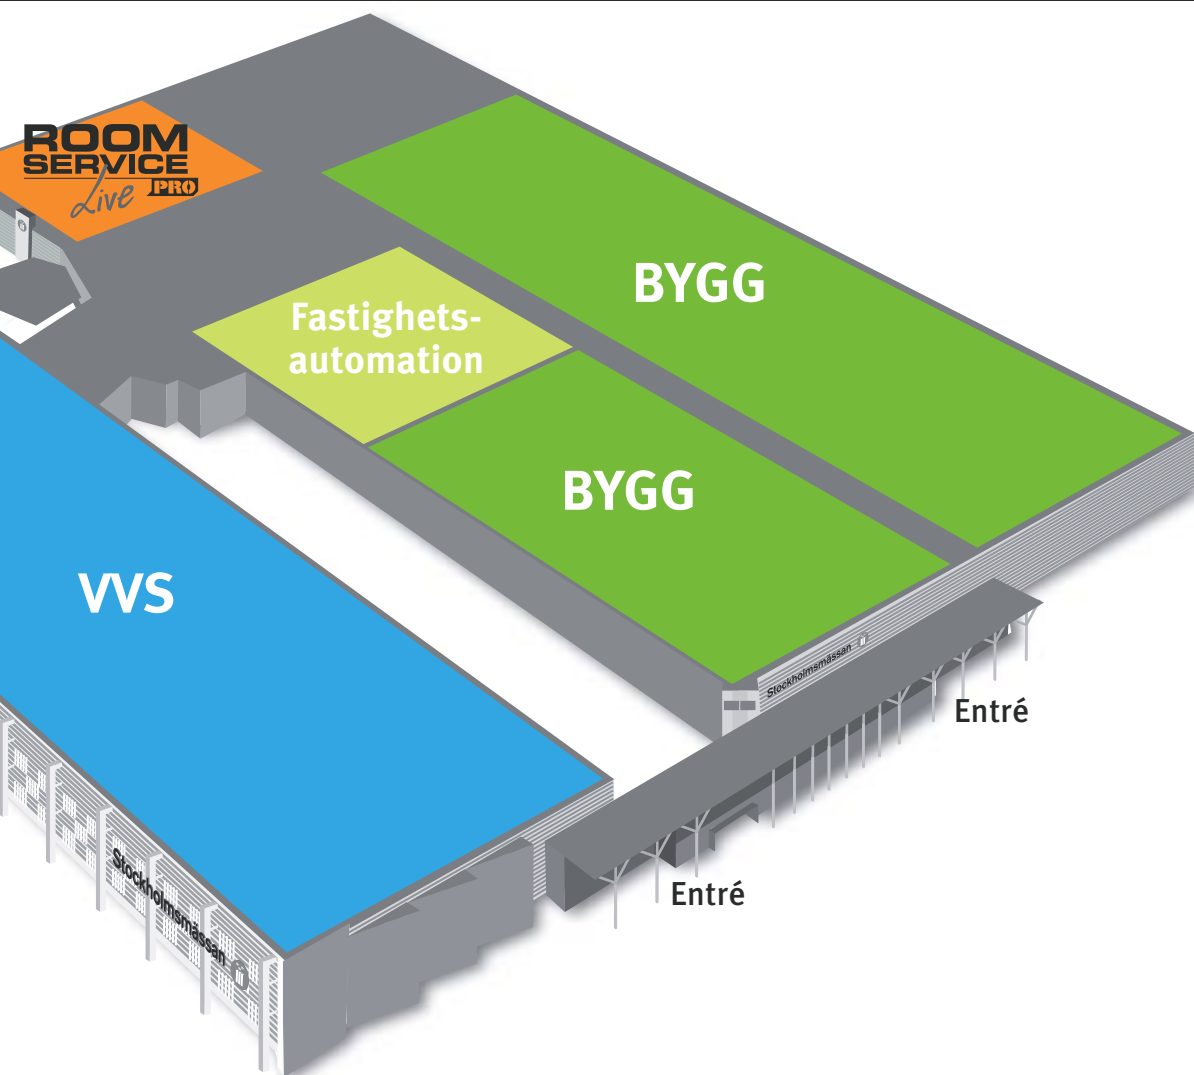 ROOM
SERVICE
Live PRO
BYGG
Fastighets-
automation
BYGG
VVS
Stockholmsmässan
Entré
Stockholmsmässan
Entré